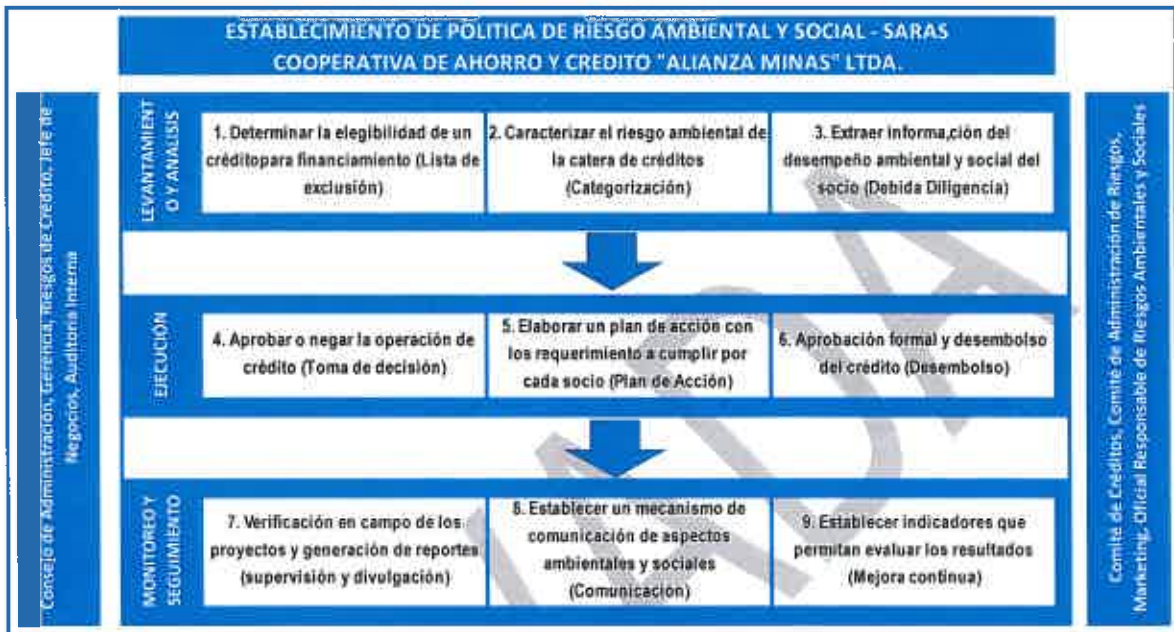 ESTABLECIMIENTO DE POLITICA DE RIESGO AMBIENTAL Y SOCIAL - SARAS
COOPERATIVA DE AHORRO Y CREDITO "ALIANZA MINAS" LTDA.
Consejo de Administración, Gerencia, Riesgos de Crédito, Jefe de
Negocios, Auditoria Interna
LEVANTAMIENT
O Y ANALISIS
1. Determinar la elegibilidad de un
créditopara financiamiento (Lista de
exclusión)
2. Caracterizar el riesgo ambiental de
la catera de créditos
(Categorización)
3. Extraer informa,ción del
desempeño ambiental y social del
socio (Debida Diligencia)
EJECUCIÓN
4. Aprobar o negar la operación de
crédito (Toma de decisión)
5. Elaborar un plan de acción con
los requerimiento a cumplir por
cada socio (Plan de Acción)
6. Aprobación formal y desembolso
del crédito (Desembolso)
MONITOREO Y
SEGUIMIENTO
7. Verificación en campo de los
proyectos y generación de reportes
(supervisión y divulgación)
8. Establecer un mecanismo de
comunicación de aspectos
ambientales y sociales
(Comunicación)
9. Establecer indicadores que
permitan evaluar los resultados
(Mejora continua)
Comité de Créditos, Comité de Administración de Riesgos,
Marketing, Oficial Responsable de Riesgos Ambientales y Sociales